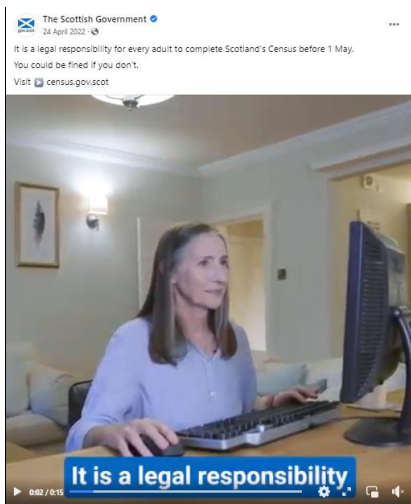 The Scottish Government
24 April 2022 ·
It is a legal responsibility for every adult to complete Scotland's Census before 1 May.
You could be fined if you don't.
Visit ▶ census.gov.scot
It is a legal responsibility
0:02 / 0:15